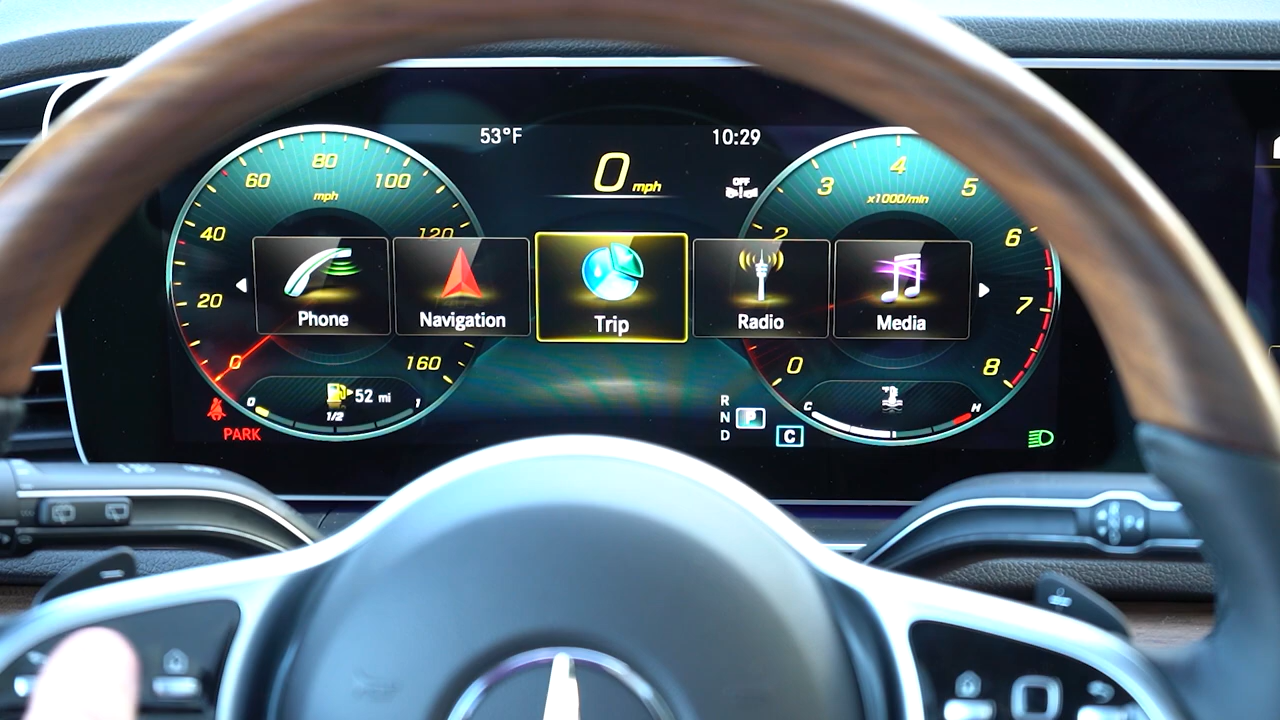 53°F
10:29
0 mph
OFF
80
60
100
mph
40
120
20
0
160
4
3
5
x1000/min
2
6
7
0
8
Phone
Navigation
Trip
Radio
Media
52 mi
0
1/2
1
PARK
R
N
P
D
C
C
H